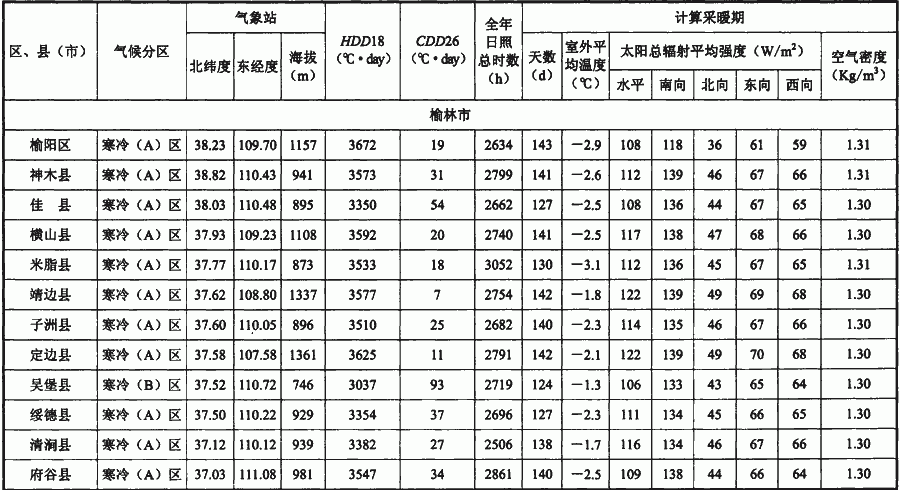 区、县（市） 气候分区 气象站 HDD18 (℃·day) CDD26 (℃·day) 全年日照总时数 (h) 计算采暖期
北纬度 东经度 海拔 (m) 天数 (d) 室外平均温度 (℃) 太阳总辐射平均强度（W/m²） 空气密度 (Kg/m³)
水平 南向 北向 东向 西向
榆林市
榆阳区 寒冷（A）区 38.23 109.70 1157 3672 19 2634 143 −2.9 108 118 36 61 59 1.31
神木县 寒冷（A）区 38.82 110.43 941 3573 31 2799 141 −2.6 112 139 46 67 66 1.31
佳 县 寒冷（A）区 38.03 110.48 895 3350 54 2662 127 −2.5 108 136 44 67 65 1.30
横山县 寒冷（A）区 37.93 109.23 1108 3592 20 2740 141 −2.5 117 138 47 68 66 1.30
米脂县 寒冷（A）区 37.77 110.17 873 3533 18 3052 130 −3.1 112 136 45 67 65 1.31
靖边县 寒冷（A）区 37.62 108.80 1337 3577 7 2754 142 −1.8 122 139 49 69 68 1.30
子洲县 寒冷（A）区 37.60 110.05 896 3510 25 2682 140 −2.3 114 135 46 67 66 1.30
定边县 寒冷（A）区 37.58 107.58 1361 3625 11 2791 142 −2.1 122 139 49 70 68 1.30
吴堡县 寒冷（B）区 37.52 110.72 746 3037 93 2719 124 −1.3 106 133 43 65 64 1.30
绥德县 寒冷（A）区 37.50 110.22 929 3354 37 2696 127 −2.3 111 134 45 66 65 1.30
清涧县 寒冷（A）区 37.12 110.12 939 3382 27 2506 138 −1.7 116 134 46 67 66 1.30
府谷县 寒冷（A）区 37.03 111.08 981 3547 34 2861 140 −2.5 109 138 44 66 64 1.30